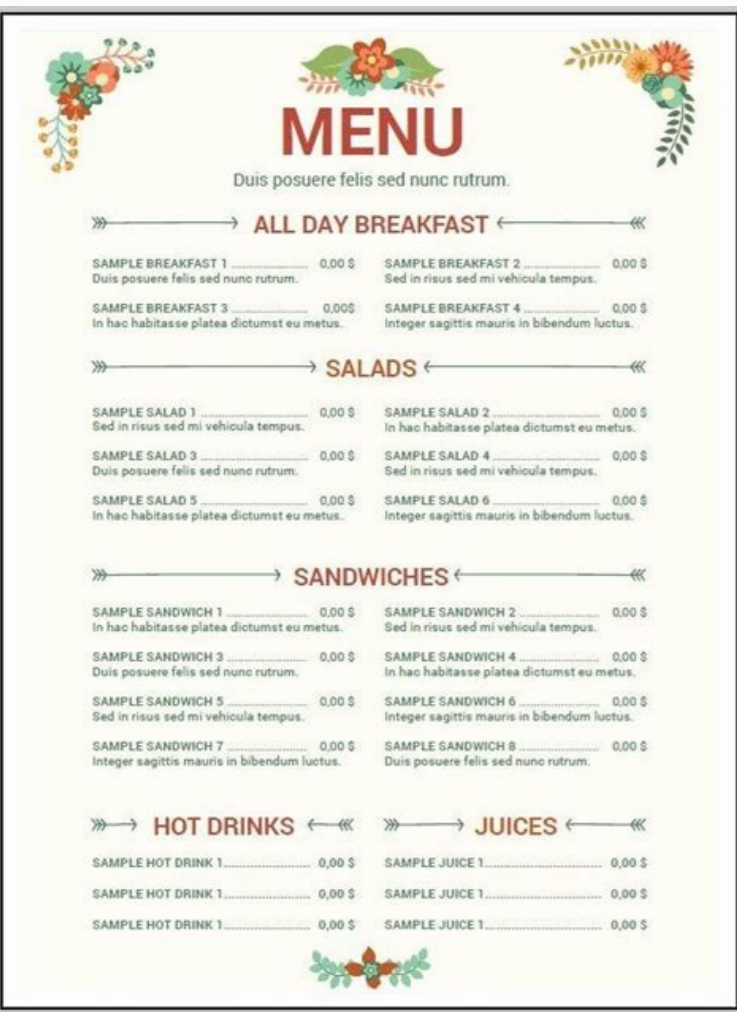 MENU
Duis posuere felis sed nunc rutrum.
ALL DAY BREAKFAST
SAMPLE BREAKFAST 1 ........................ 0,00 $
Duis posuere felis sed nunc rutrum.
SAMPLE BREAKFAST 2 ........................ 0,00 $
Sed in risus sed mi vehicula tempus.
SAMPLE BREAKFAST 3 ........................ 0,00$
In hac habitasse platea dictumst eu metus.
SAMPLE BREAKFAST 4 ........................ 0,00 $
Integer sagittis mauris in bibendum luctus.
SALADS
SAMPLE SALAD 1 ........................ 0,00 $
Sed in risus sed mi vehicula tempus.
SAMPLE SALAD 2 ........................ 0,00 $
In hac habitasse platea dictumst eu metus.
SAMPLE SALAD 3 ........................ 0,00 $
Duis posuere felis sed nunc rutrum.
SAMPLE SALAD 4 ........................ 0,00 $
Sed in risus sed mi vehicula tempus.
SAMPLE SALAD 5 ........................ 0,00 $
In hac habitasse platea dictumst eu metus.
SAMPLE SALAD 6 ........................ 0,00 $
Integer sagittis mauris in bibendum luctus.
SANDWICHES
SAMPLE SANDWICH 1 ........................ 0,00 $
In hac habitasse platea dictumst eu metus.
SAMPLE SANDWICH 2 ........................ 0,00 $
Sed in risus sed mi vehicula tempus.
SAMPLE SANDWICH 3 ........................ 0,00 $
Duis posuere felis sed nunc rutrum.
SAMPLE SANDWICH 4 ........................ 0,00 $
In hac habitasse platea dictumst eu metus.
SAMPLE SANDWICH 5 ........................ 0,00 $
Sed in risus sed mi vehicula tempus.
SAMPLE SANDWICH 6 ........................ 0,00 $
Integer sagittis mauris in bibendum luctus.
SAMPLE SANDWICH 7 ........................ 0,00 $
Integer sagittis mauris in bibendum luctus.
SAMPLE SANDWICH 8 ........................ 0,00 $
Duis posuere felis sed nunc rutrum.
HOT DRINKS
SAMPLE HOT DRINK 1........................ 0,00 $
SAMPLE HOT DRINK 1........................ 0,00 $
SAMPLE HOT DRINK 1........................ 0,00 $
JUICES
SAMPLE JUICE 1........................ 0,00 $
SAMPLE JUICE 1........................ 0,00 $
SAMPLE JUICE 1........................ 0,00 $